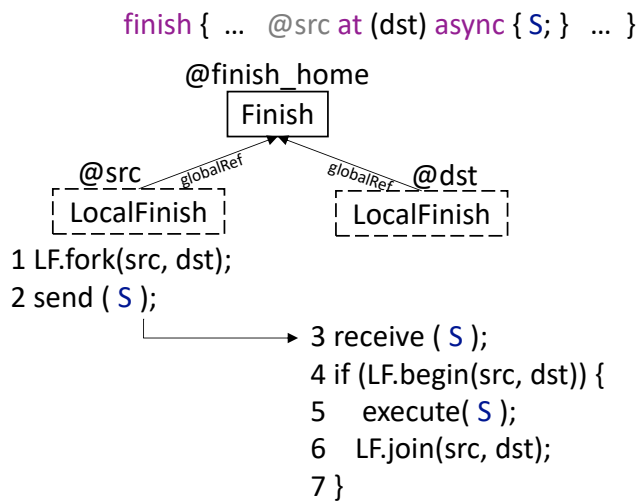 finish { ... @src at (dst) async { S; } ... }
@finish_home
Finish
globalRef globalRef
@src @dst
LocalFinish LocalFinish
1 LF.fork(src, dst);
2 send ( S );
3 receive ( S );
4 if (LF.begin(src, dst)) {
5 execute( S );
6 LF.join(src, dst);
7 }